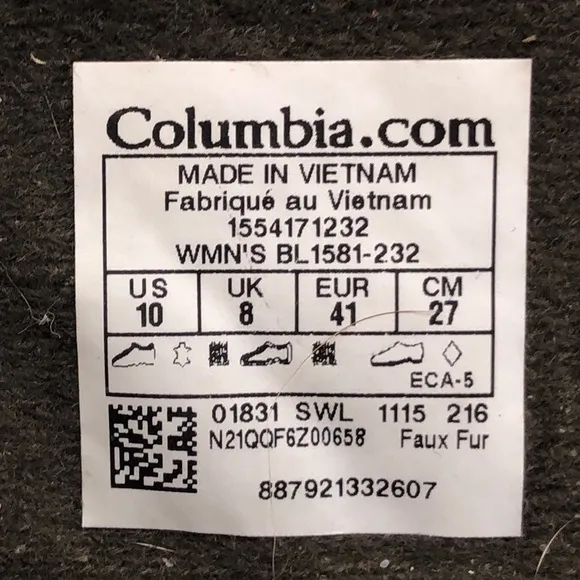 Columbia.com
MADE IN VIETNAM
Fabriqué au Vietnam
1554171232
WMN'S BL1581-232
US UK EUR CM
10 8 41 27
ECA-5
01831 SWL 1115 216
N21QQF6Z00658 Faux Fur
887921332607